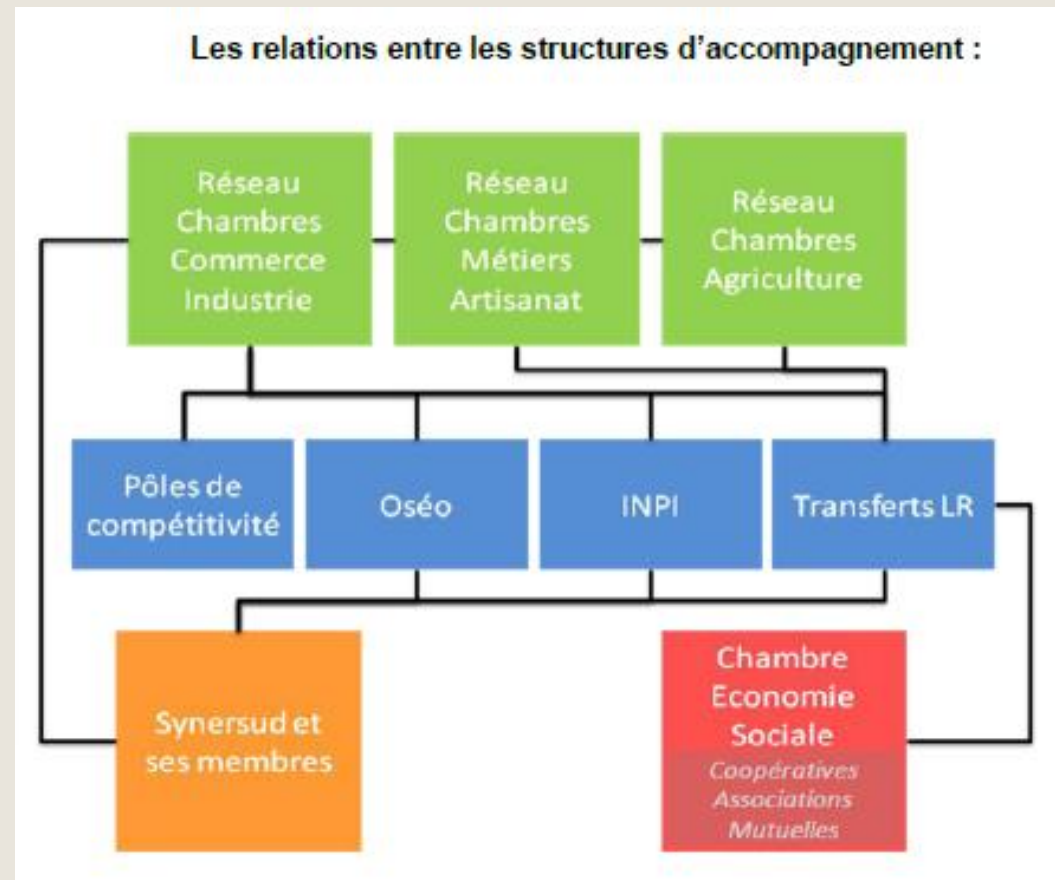 Les relations entre les structures d'accompagnement :
Réseau
Chambres
Commerce
Industrie
Réseau
Chambres
Métiers
Artisanat
Réseau
Chambres
Agriculture
Pôles de
compétitivité
Oséo
INPI
Transferts LR
Synersud et
ses membres
Chambre
Economie
Sociale
Coopératives
Associations
Mutuelles